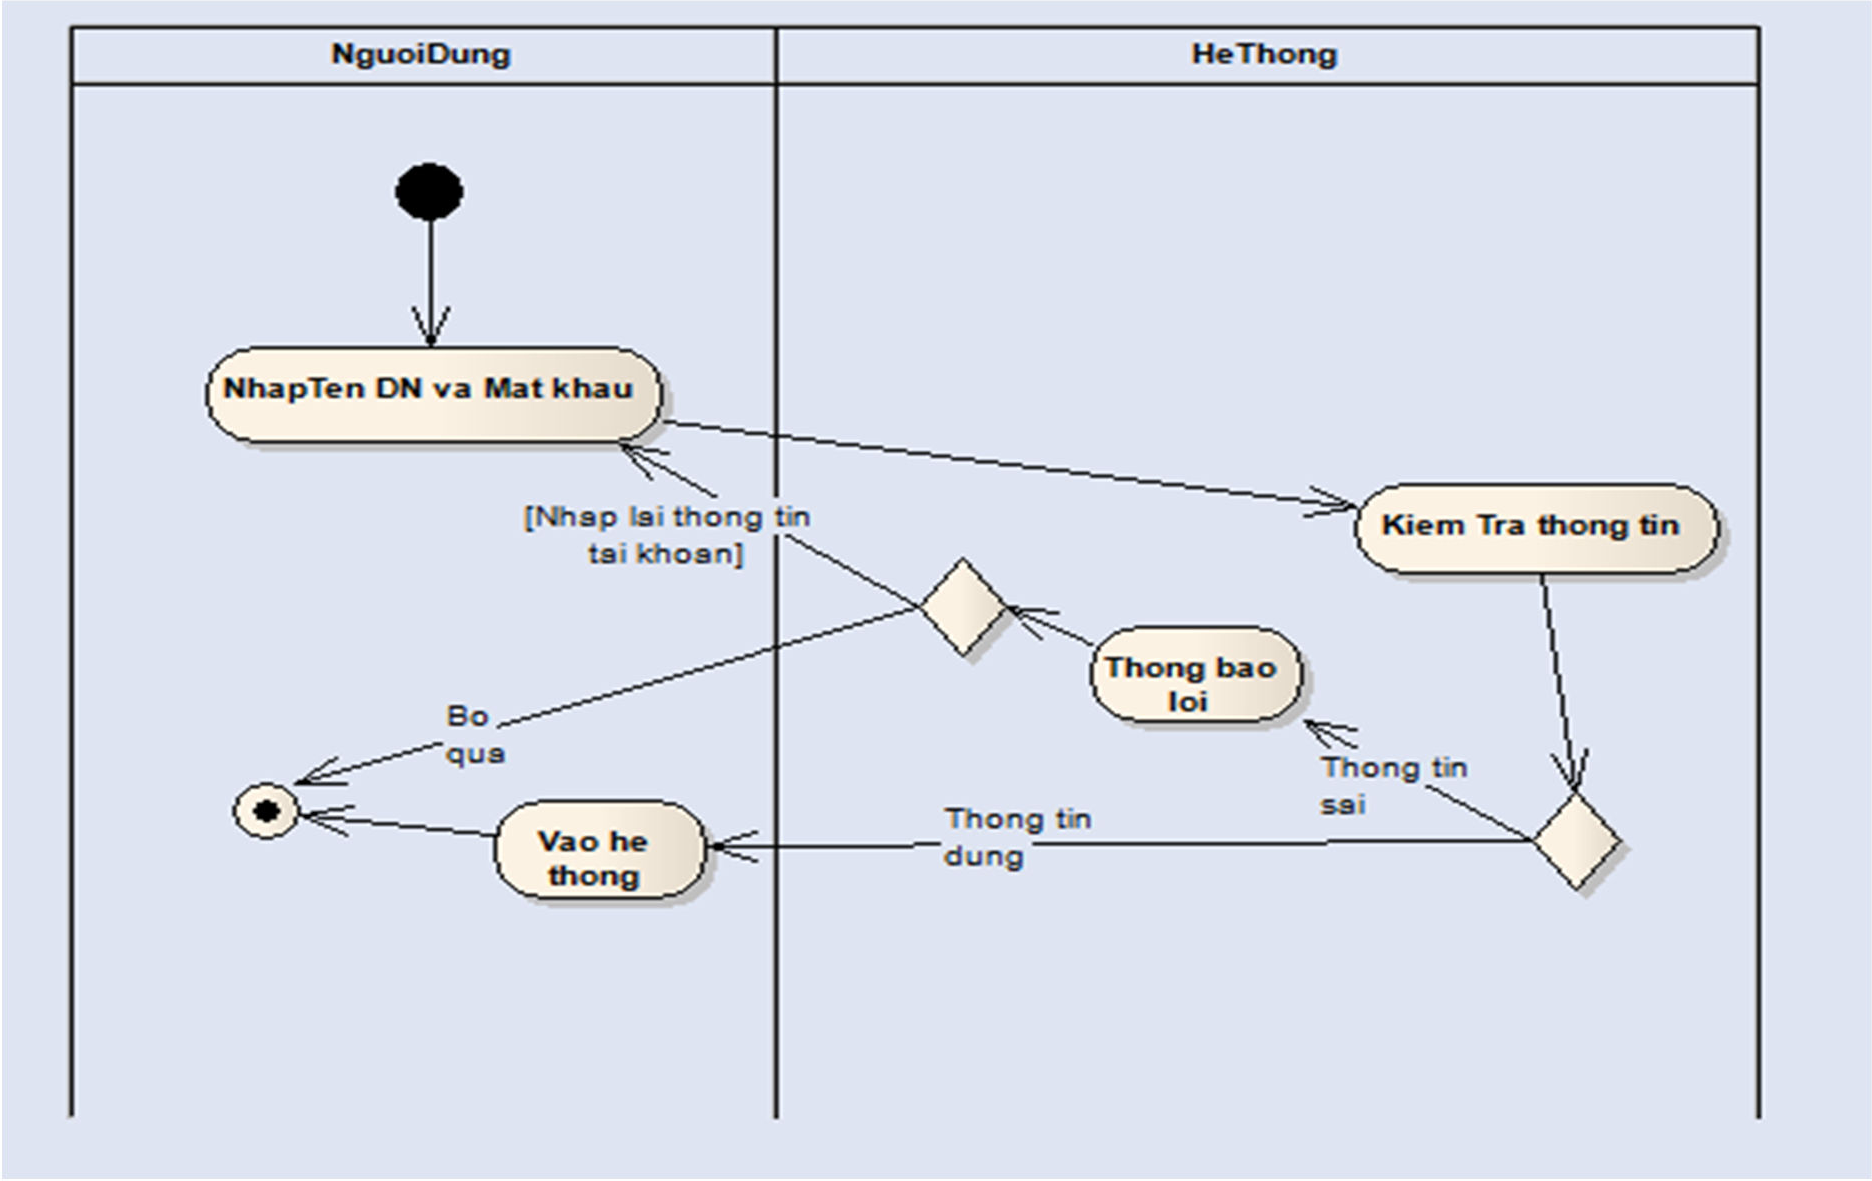 NguoiDung
HeThong
NhapTen DN va Mat khau
[Nhap lai thong tin
tai khoan]
Kiem Tra thong tin
Thong bao
loi
Bo
qua
Thong tin
sai
Thong tin
dung
Vao he
thong